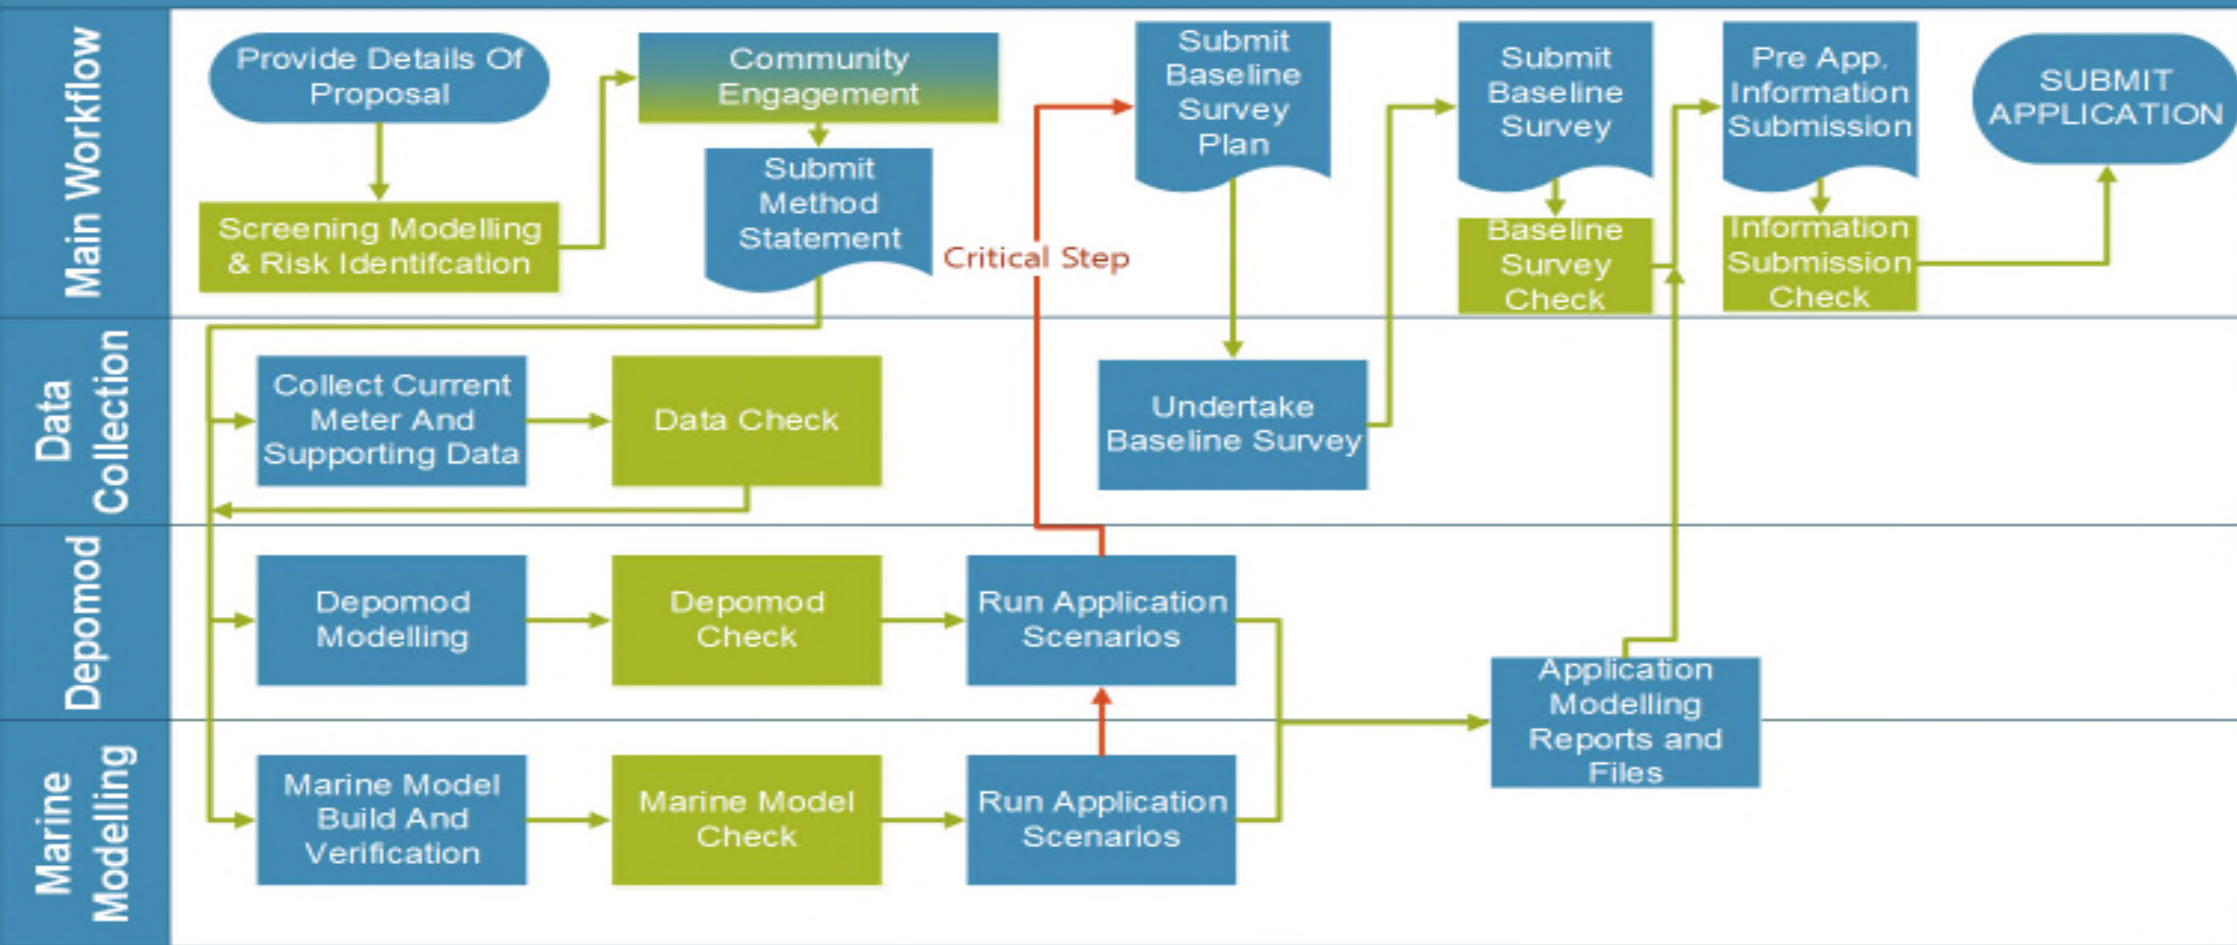 Main Workflow
Provide Details Of
Proposal
Screening Modelling
& Risk Identifcation
Community
Engagement
Submit
Method
Statement
Critical Step
Submit
Baseline
Survey
Plan
Submit
Baseline
Survey
Baseline
Survey
Check
Pre App.
Information
Submission
Information
Submission
Check
SUBMIT
APPLICATION
Data
Collection
Collect Current
Meter And
Supporting Data
Data Check
Undertake
Baseline Survey
Depomod
Depomod
Modelling
Depomod
Check
Run Application
Scenarios
Application
Modelling
Reports and
Files
Marine
Modelling
Marine Model
Build And
Verification
Marine Model
Check
Run Application
Scenarios